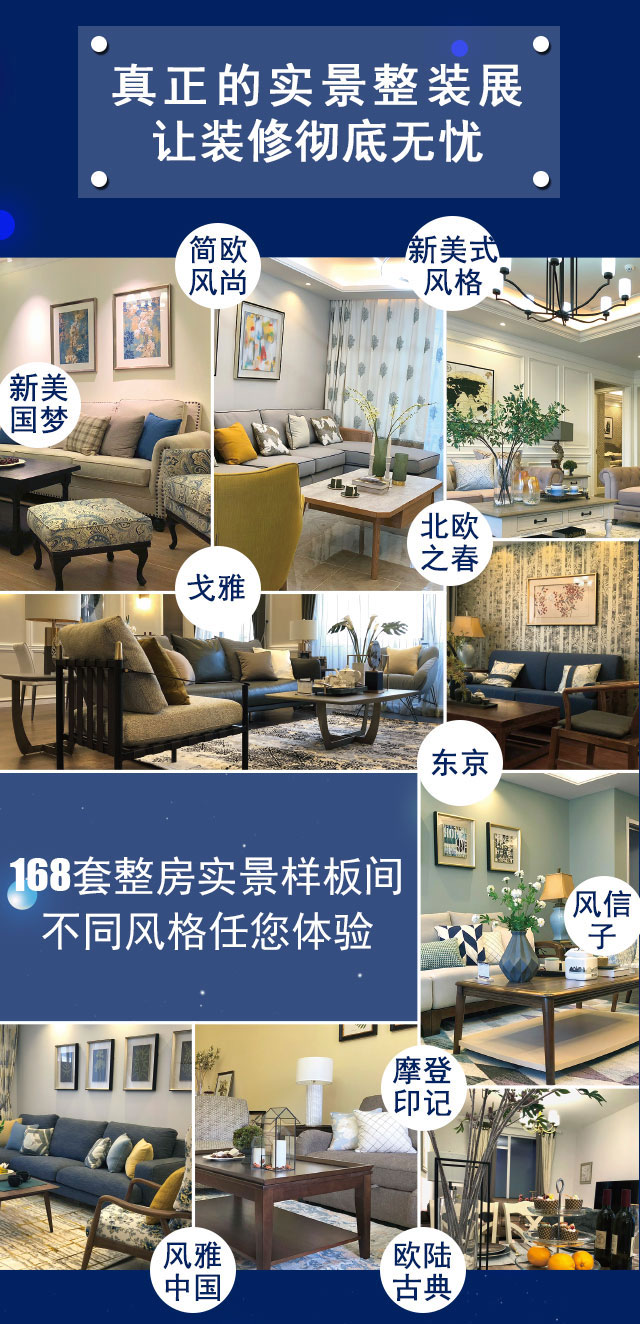 真正的实景整装展
让装修彻底无忧
简欧
风尚
新美式
风格
新美
国梦
北欧
之春
戈雅
东京
168套整房实景样板间
不同风格任您体验
风信
子
摩登
印记
风雅
中国
欧陆
古典